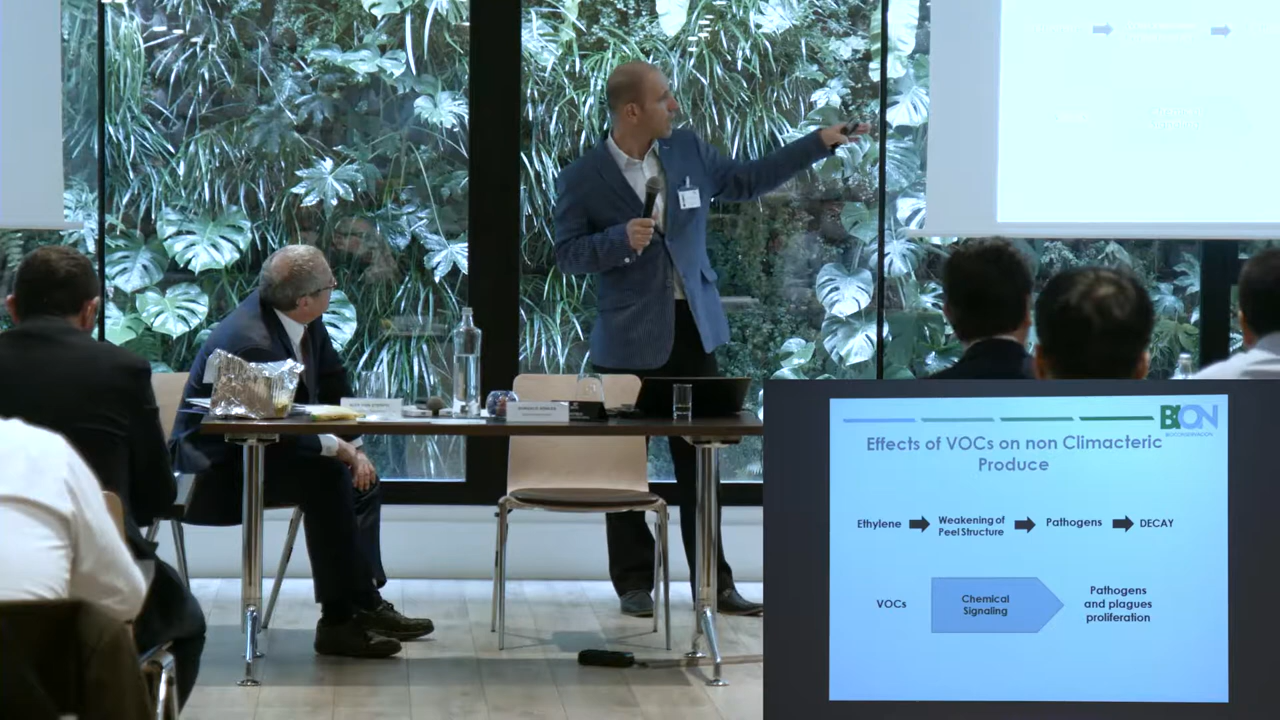 BION
BIOCONSERVACION
Effects of VOCs on non Climacteric
Produce
Ethylene
Weakening of
Peel Structure
Pathogens
DECAY
VOCs
Chemical
Signaling
Pathogens
and plagues
proliferation